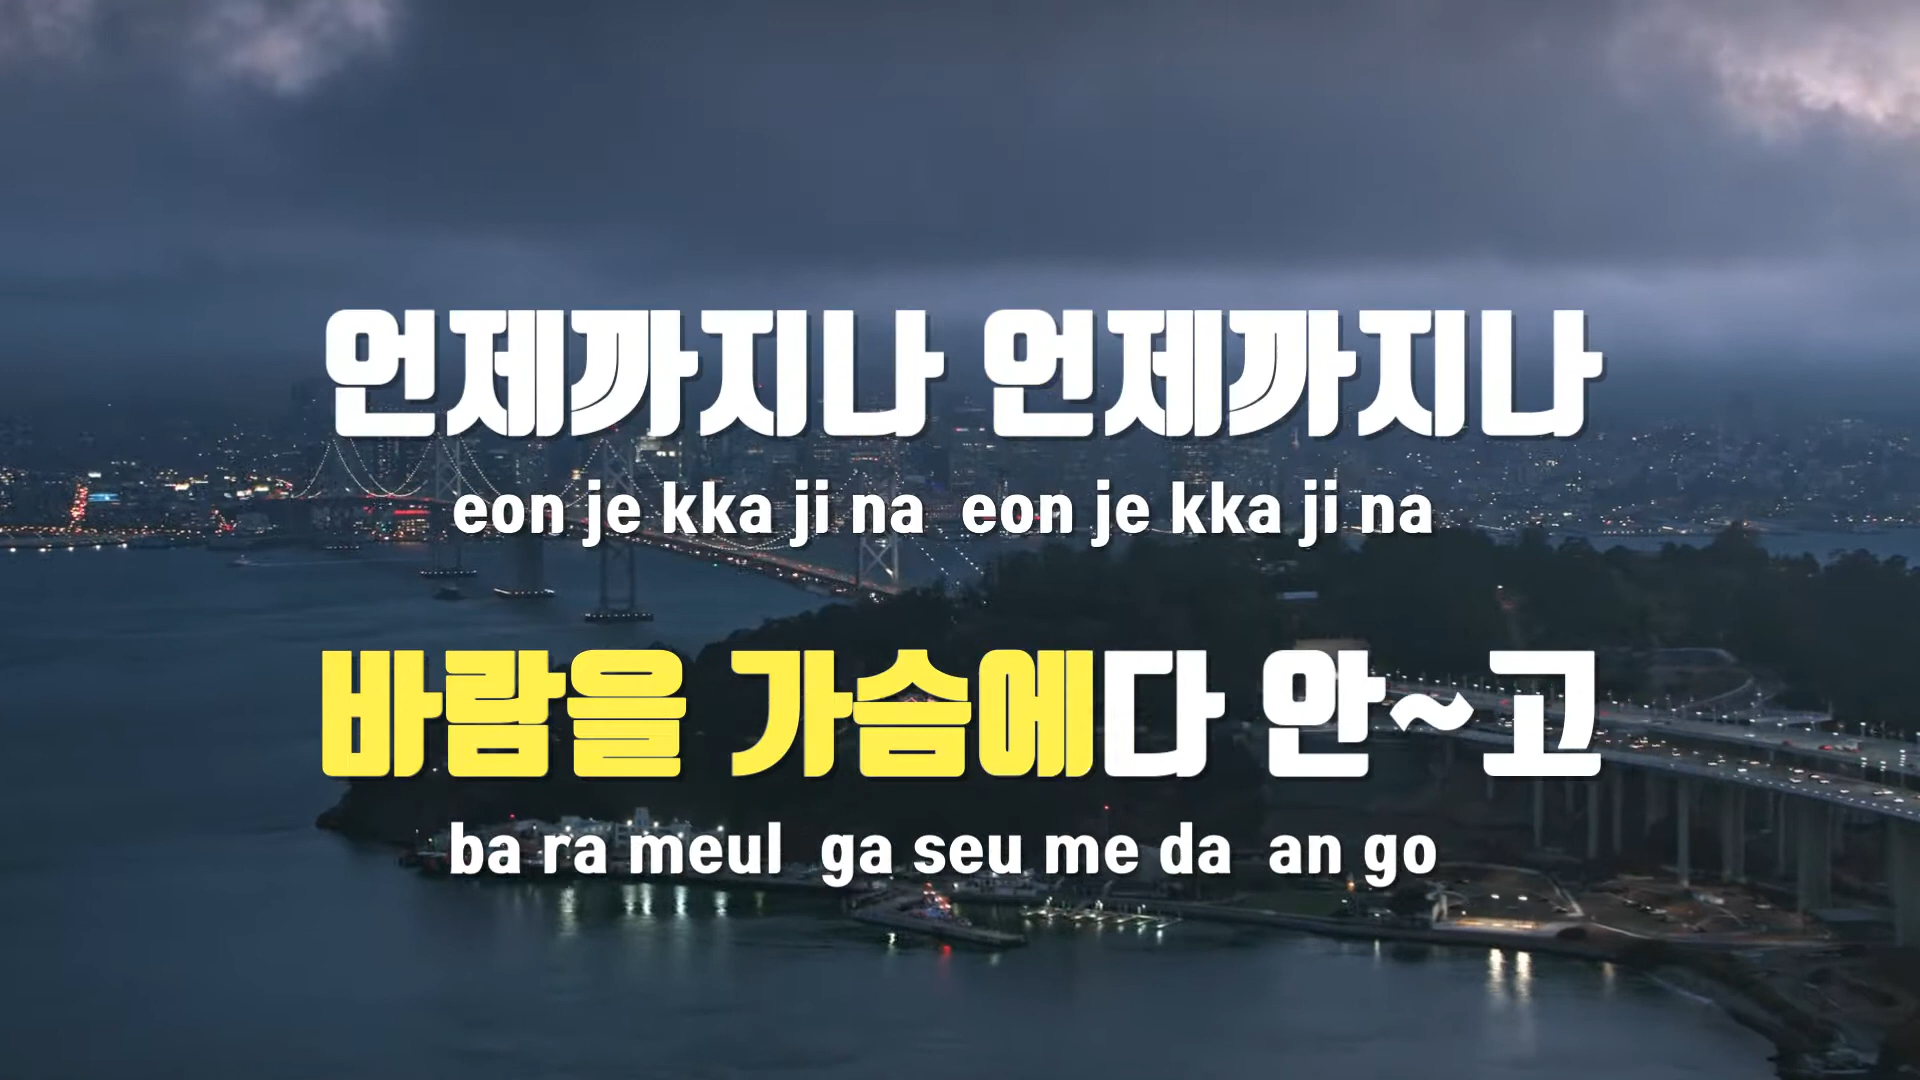 언제까지나 언제까지나
eon je kka ji na eon je kka ji na
바람을 가슴에다 안~고
ba ra meul ga seu me da an go